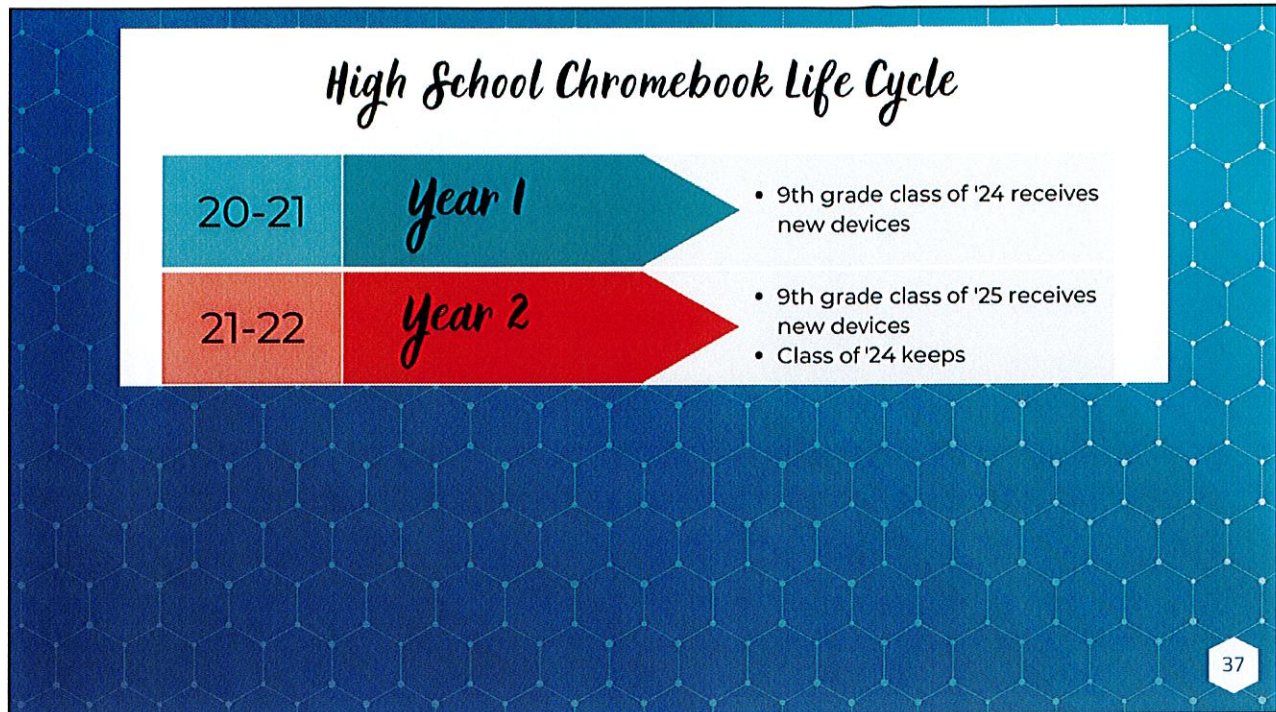 High School Chromebook Life Cycle
20-21
Year 1
• 9th grade class of '24 receives
new devices
21-22
Year 2
• 9th grade class of '25 receives
new devices
• Class of '24 keeps
37